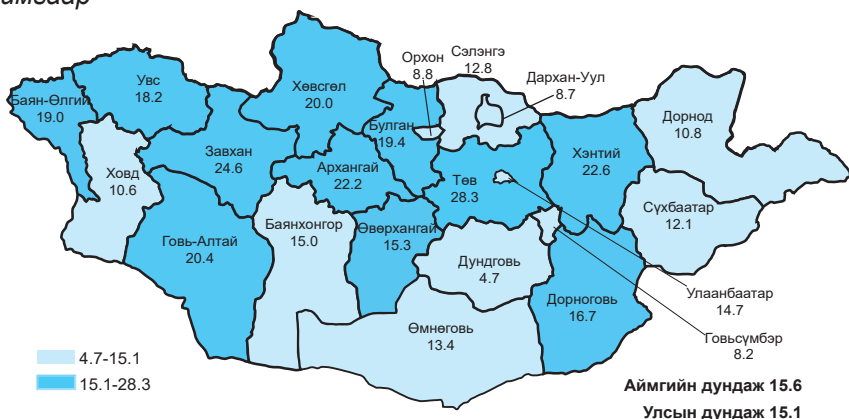 Орхон
8.8
Сэлэнгэ
12.8
Дархан-Уул
8.7
Увс
18.2
Хөвсгөл
20.0
Баян-Өлгий
19.0
Дорнод
10.8
Булган
19.4
Завхан
24.6
Хэнтий
22.6
Ховд
10.6
Архангай
22.2
Төв
28.3
Сүхбаатар
12.1
Баянхонгор
15.0
Өвөрхангай
15.3
Говь-Алтай
20.4
Дундговь
4.7
Улаанбаатар
14.7
Дорноговь
16.7
Өмнөговь
13.4
Говьсүмбэр
8.2
4.7-15.1
15.1-28.3
Аймгийн дундаж 15.6
Улсын дундаж 15.1